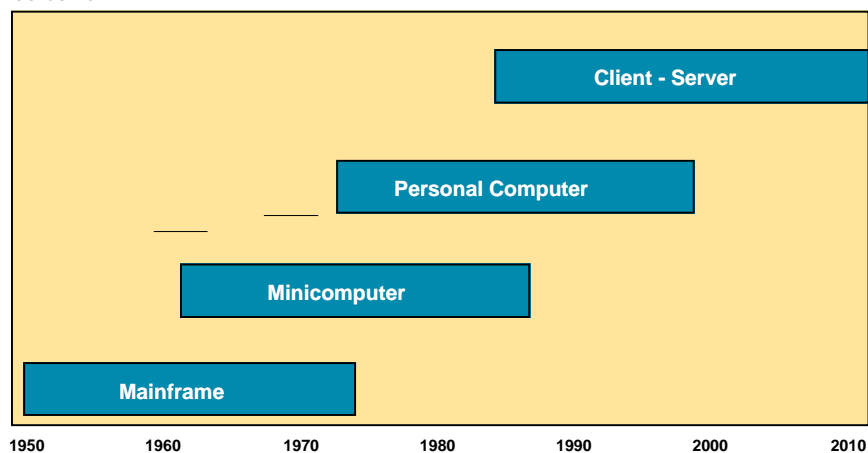 Client - Server
Personal Computer
Minicomputer
Mainframe
1950 1960 1970 1980 1990 2000 2010